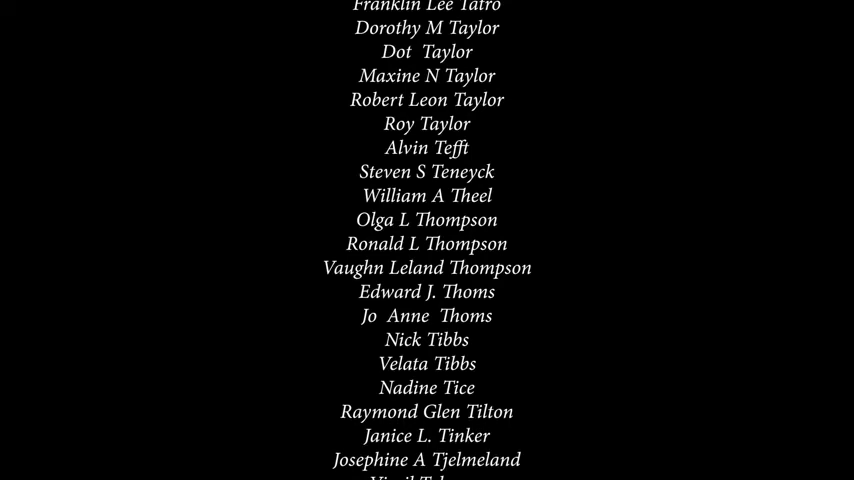 Franklin Lee Tatro
Dorothy M Taylor
Dot  Taylor
Maxine N Taylor
Robert Leon Taylor
Roy Taylor
Alvin Tefft
Steven S Teneyck
William A Theel
Olga L Thompson
Ronald L Thompson
Vaughn Leland Thompson
Edward J. Thoms
Jo  Anne  Thoms
Nick Tibbs
Velata Tibbs
Nadine Tice
Raymond Glen Tilton
Janice L. Tinker
Josephine A Tjelmeland